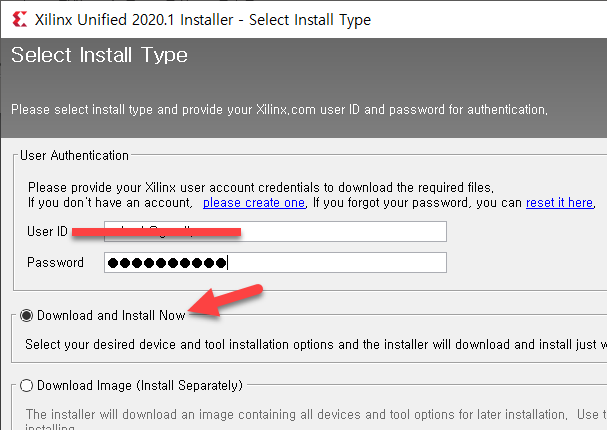 Xilinx Unified 2020.1 Installer - Select Install Type
Select Install Type
Please select install type and provide your Xilinx.com user ID and password for authentication.
User Authentication
Please provide your Xilinx user account credentials to download the required files.
If you don't have an account, please create one. If you forgot your password, you can reset it here.
User ID
Password ●●●●●●●●●●
Download and Install Now
Select your desired device and tool installation options and the installer will download and install just
Download Image (Install Separately)
The installer will download an image containing all devices and tool options for later installation. Use
installing